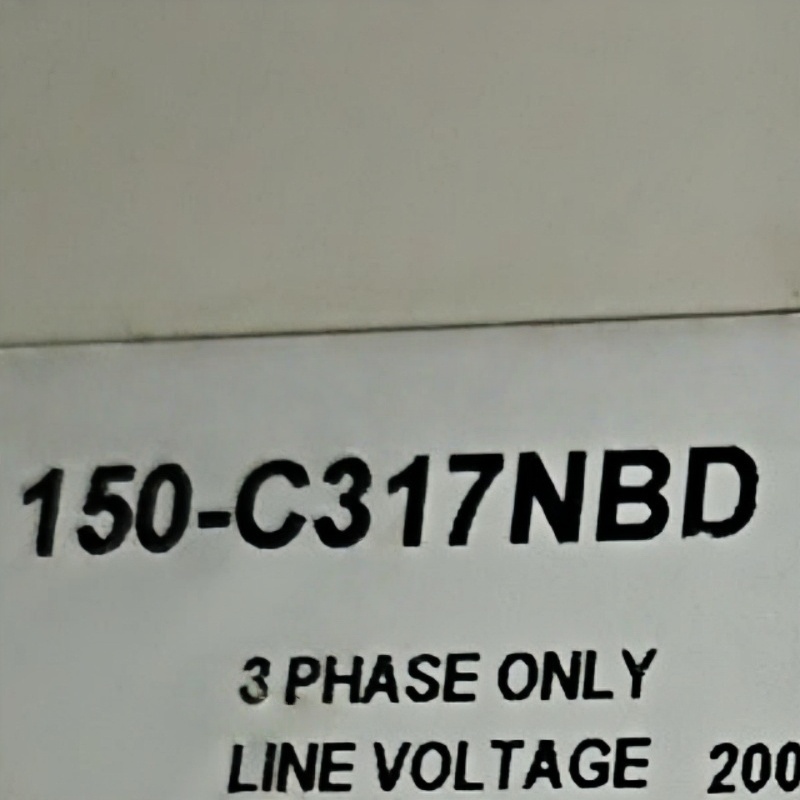 150-C317NBD
3 PHASE ONLY
LINE VOLTAGE 200